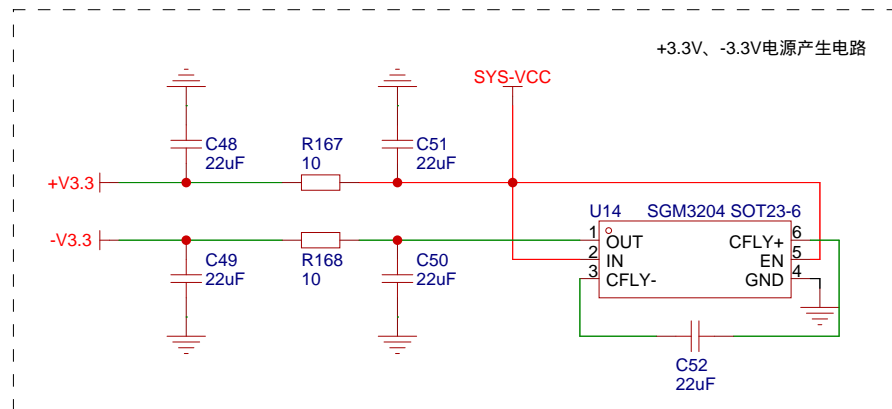 +3.3V、-3.3V电源产生电路
SYS-VCC
C48
22uF
R167
10
C51
22uF
+V3.3
-V3.3
C49
22uF
R168
10
C50
22uF
U14 SGM3204 SOT23-6
1 OUT CFLY+ 6
2 IN EN 5
3 CFLY- GND 4
C52
22uF